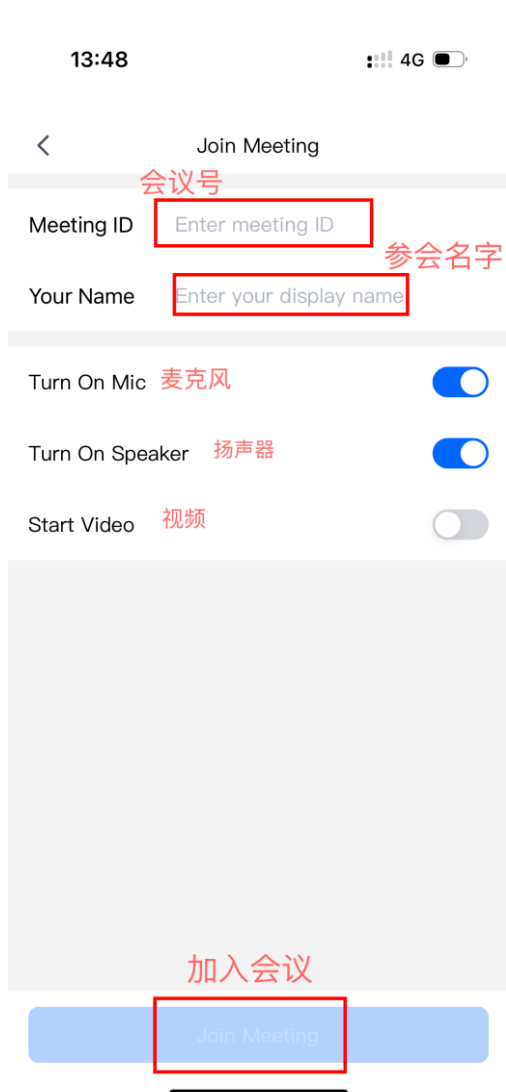 13:48 4G
Join Meeting
会议号
Meeting ID Enter meeting ID
参会名字
Your Name Enter your display name
Turn On Mic 麦克风
Turn On Speaker 扬声器
Start Video 视频
加入会议
Join Meeting